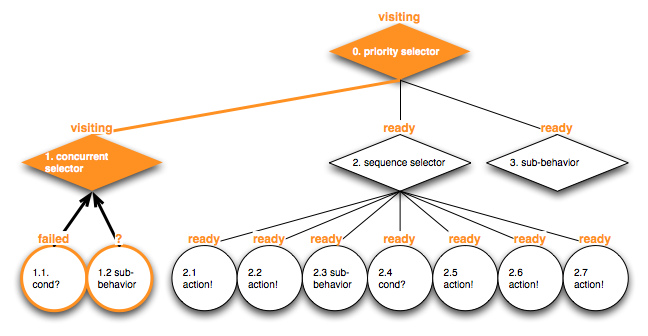 visiting
0. priority selector
visiting
ready
ready
1. concurrent
selector
2. sequence selector
3. sub-behavior
failed
?
ready
ready
ready
ready
ready
ready
ready
1.1.
cond?
1.2 sub-
behavior
2.1
action!
2.2
action!
2.3 sub-
behavior
2.4
cond?
2.5
action!
2.6
action!
2.7
action!